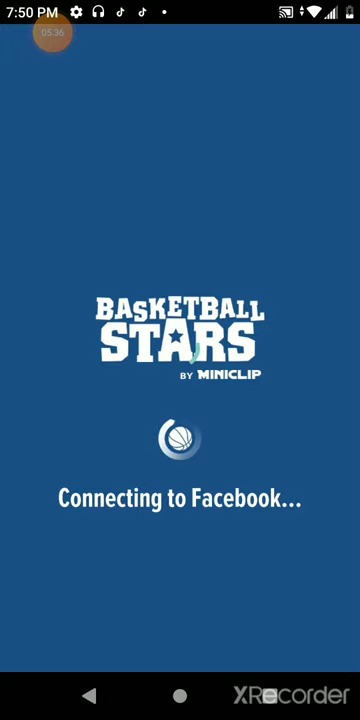 7:50 PM
05:36
BASKETBALL
STARS
BY MINICLIP
Connecting to Facebook...
XRecorder